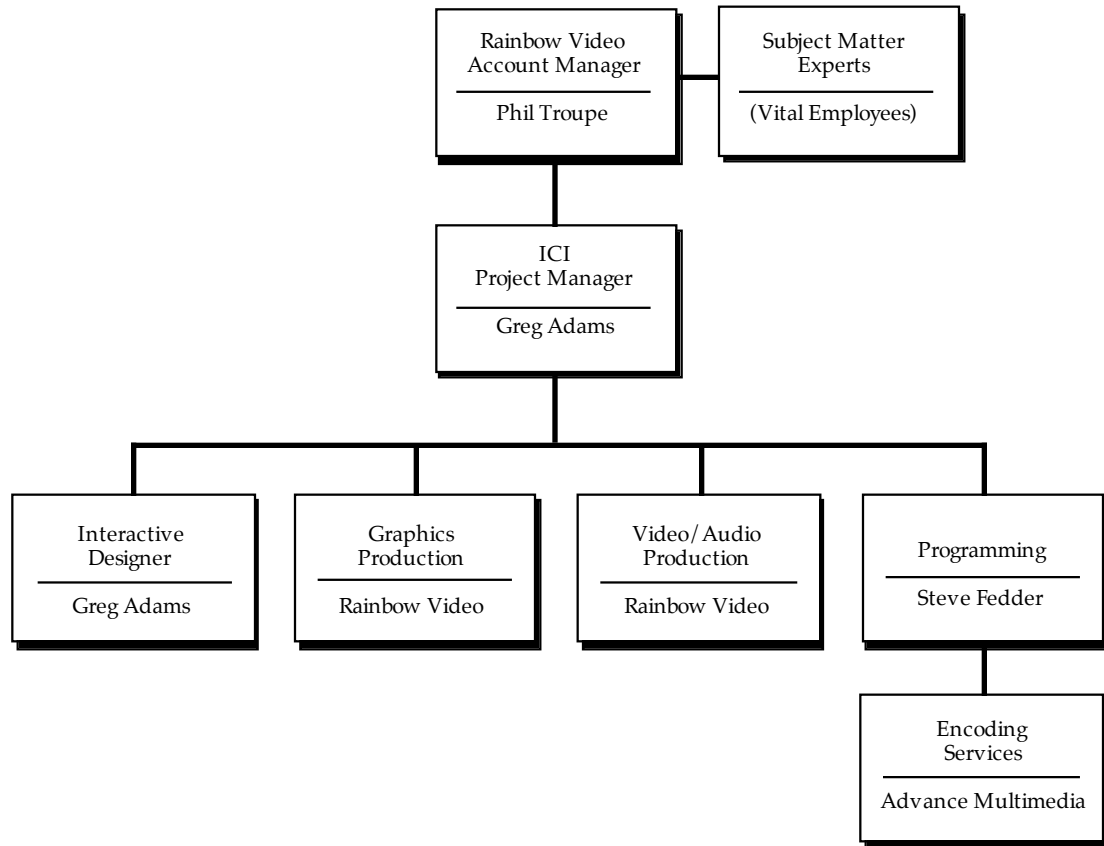 Rainbow Video
Account Manager
Phil Troupe
Subject Matter
Experts
(Vital Employees)
ICI
Project Manager
Greg Adams
Interactive
Designer
Greg Adams
Graphics
Production
Rainbow Video
Video/Audio
Production
Rainbow Video
Programming
Steve Fedder
Encoding
Services
Advance Multimedia